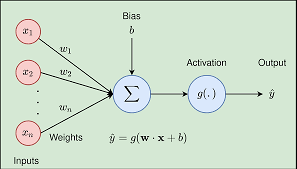 Bias
b
x₁
w₁
x₂
w₂
Activation
Output
∑
g(.)
ŷ
wₙ
xₙ
Weights
ŷ = g(w · x + b)
Inputs